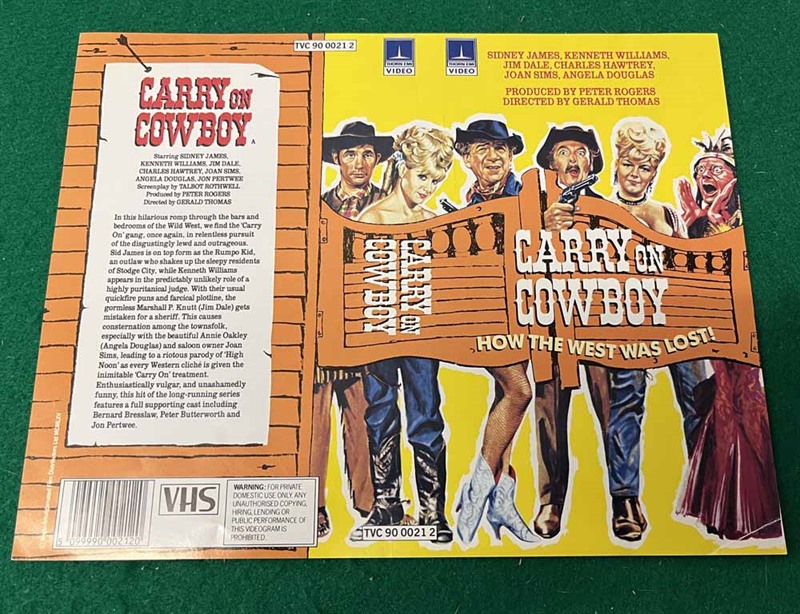 TVC 90 0021 2
CARRY ON
COWBOY
A
Starring SIDNEY JAMES,
KENNETH WILLIAMS, JIM DALE,
CHARLES HAWTREY, JOAN SIMS,
ANGELA DOUGLAS, JON PERTWEE
Screenplay by TALBOT ROTHWELL
Produced by PETER ROGERS
Directed by GERALD THOMAS
In this hilarious romp through the bars and
bedrooms of the Wild West, we find the 'Carry
On' gang, once again, in relentless pursuit
of the disgustingly lewd and outrageous.
Sid James is on top form as the Rumpo Kid,
an outlaw who shakes up the sleepy residents
of Stodge City, while Kenneth Williams
appears in the predictably unlikely role of a
highly puritanical judge. With their usual
quickfire puns and farcical plotline, the
gormless Marshall P. Knutt (Jim Dale) gets
mistaken for a sheriff. This causes
consternation among the townsfolk,
especially with the beautiful Annie Oakley
(Angela Douglas) and saloon owner Joan
Sims, leading to a riotous parody of 'High
Noon' as every Western cliché is given the
inimitable 'Carry On' treatment.
Enthusiastically vulgar, and unashamedly
funny, this hit of the long-running series
features a full supporting cast including
Bernard Bresslaw, Peter Butterworth and
Jon Pertwee.
5 099990 002120
VHS
WARNING: FOR PRIVATE
DOMESTIC USE ONLY. ANY
UNAUTHORISED COPYING,
HIRING, LENDING OR
PUBLIC PERFORMANCE OF
THIS VIDEOGRAM IS
PROHIBITED.
THORN EMI
VIDEO
CARRY ON
COWBOY
TVC 90 0021 2
THORN EMI
VIDEO
SIDNEY JAMES, KENNETH WILLIAMS,
JIM DALE, CHARLES HAWTREY,
JOAN SIMS, ANGELA DOUGLAS
PRODUCED BY PETER ROGERS
DIRECTED BY GERALD THOMAS
CARRY ON
COWBOY
HOW THE WEST WAS LOST!